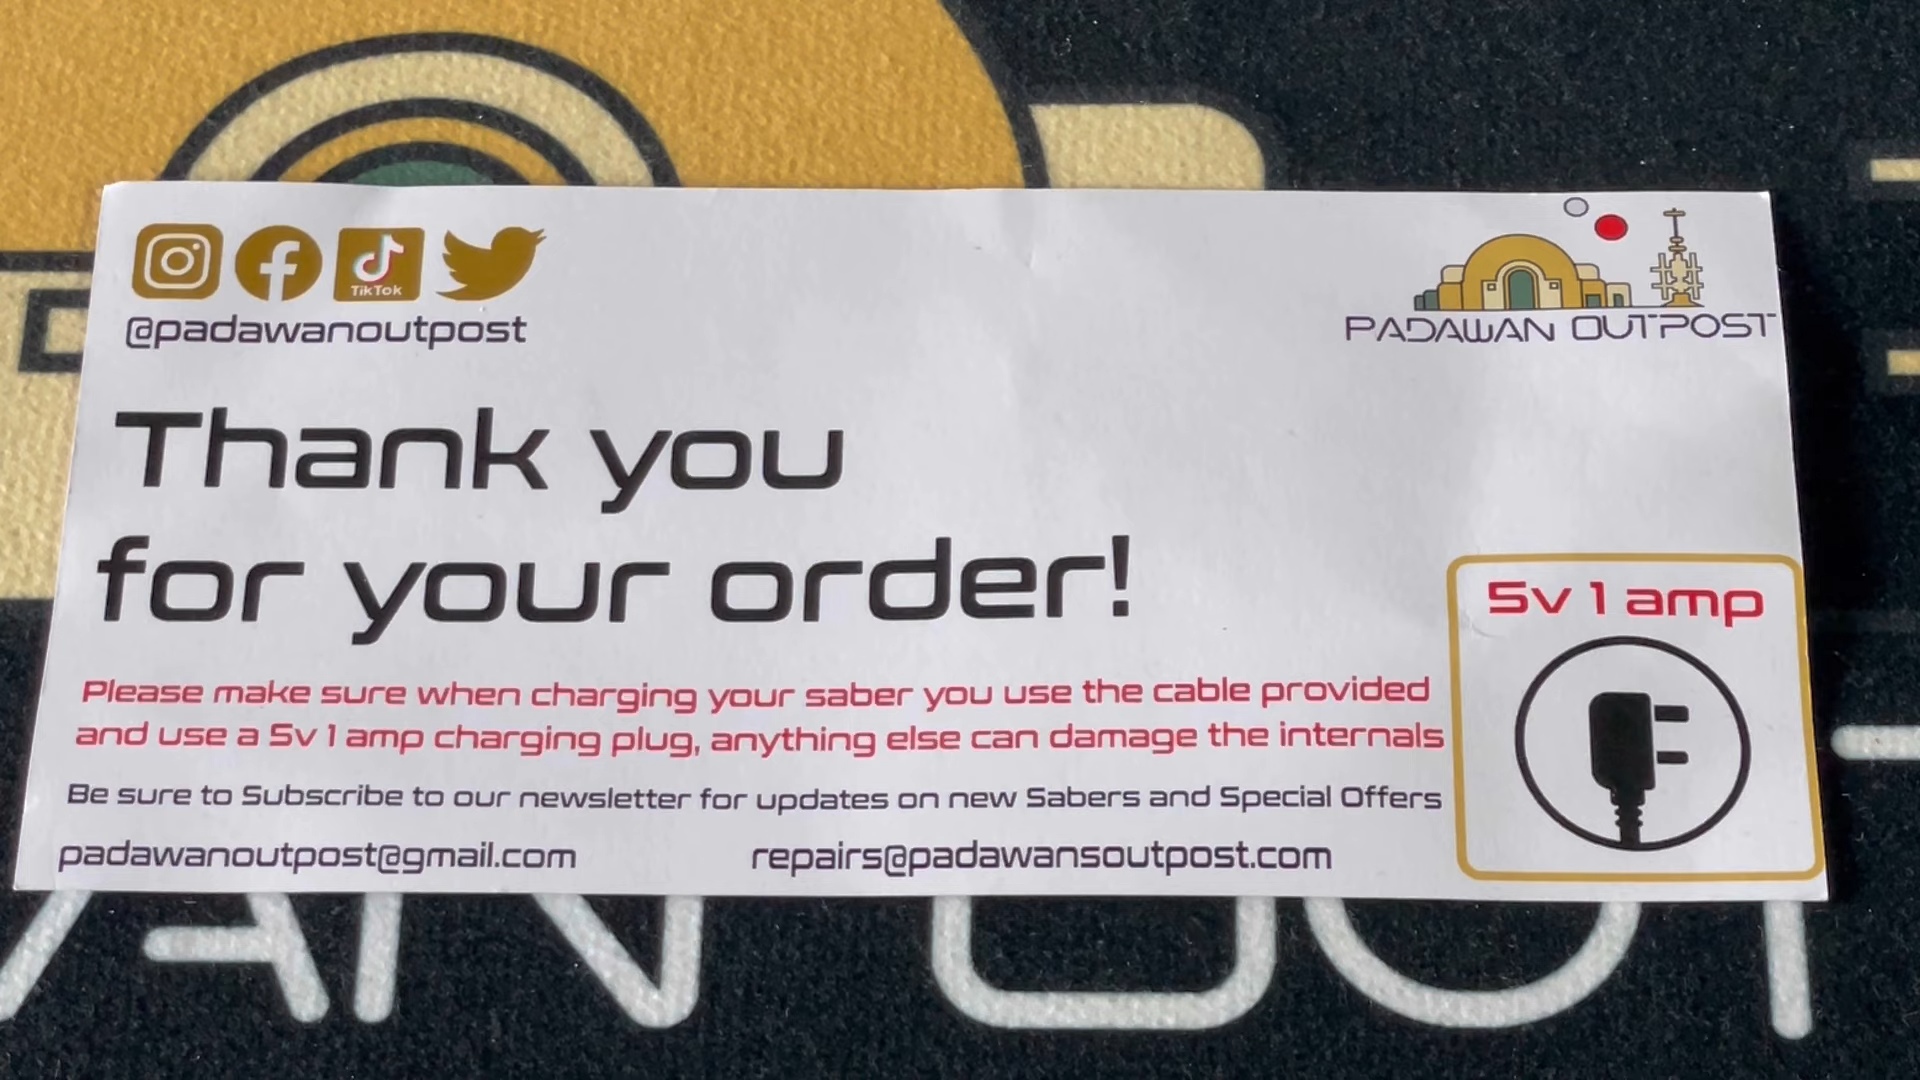 TikTok
@padawanoutpost
PADAWAN OUTPOST
Thank you
for your order!
5v 1 amp
Please make sure when charging your saber you use the cable provided
and use a 5v 1 amp charging plug, anything else can damage the internals
Be sure to Subscribe to our newsletter for updates on new Sabers and Special Offers
padawanoutpost@gmail.com
repairs@padawansoutpost.com